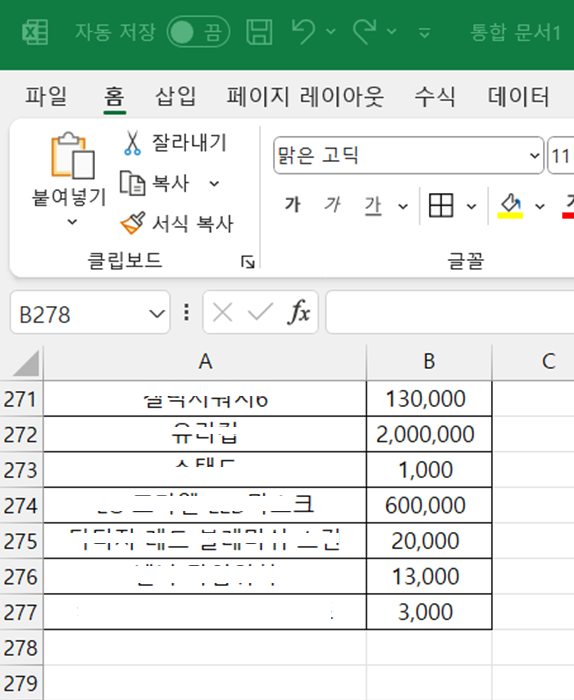 자동 저장 끔 통합 문서1
파일 홈 삽입 페이지 레이아웃 수식 데이터
붙여넣기
잘라내기
복사
서식 복사
클립보드
맑은 고딕 11
가 가 가
글꼴
B278 fx
A B C
271 130,000
272 2,000,000
273 1,000
274 600,000
275 20,000
276 13,000
277 3,000
278
279